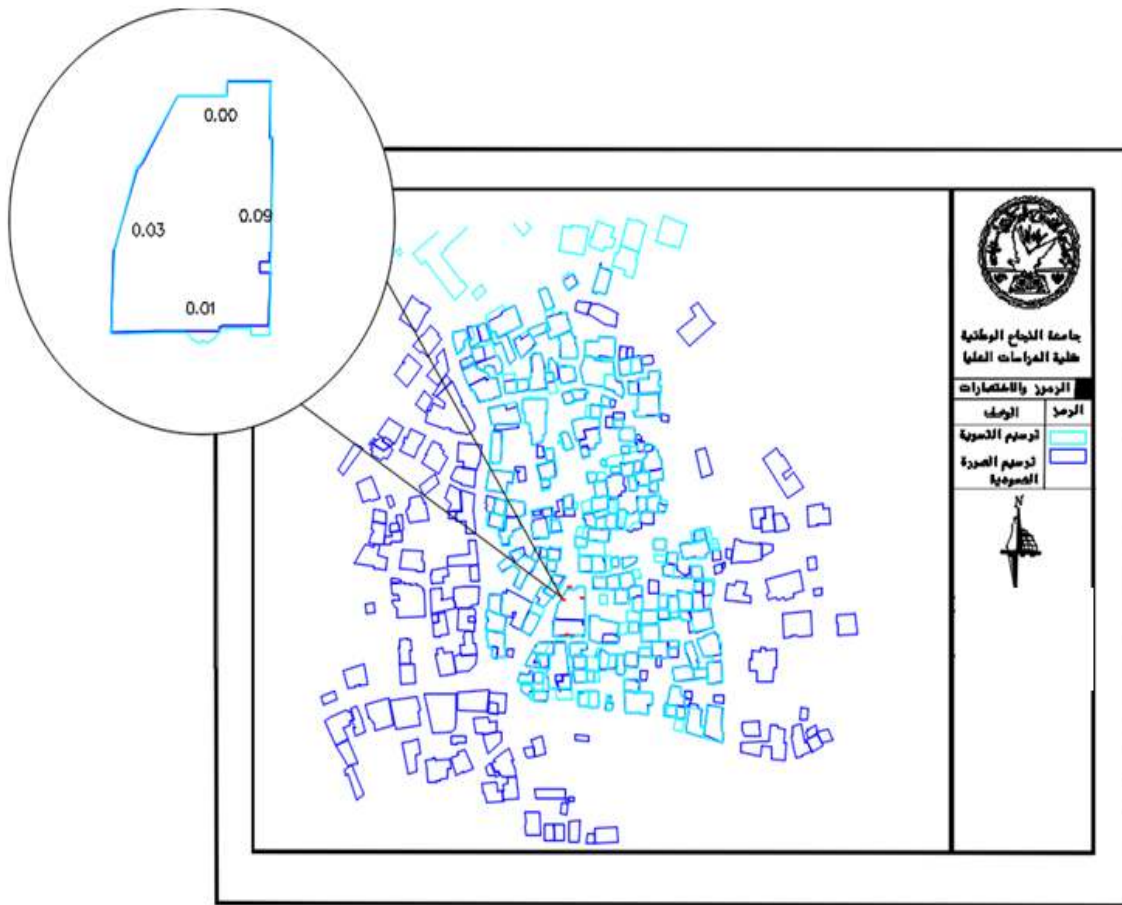 0.00
0.09
0.03
0.01
جامعة النجاح الوطنية
كلية الدراسات العليا
الرموز والاختصارات
الرمز الوصف
ترسيم التسوية
ترسيم الصورة
العمودية
N